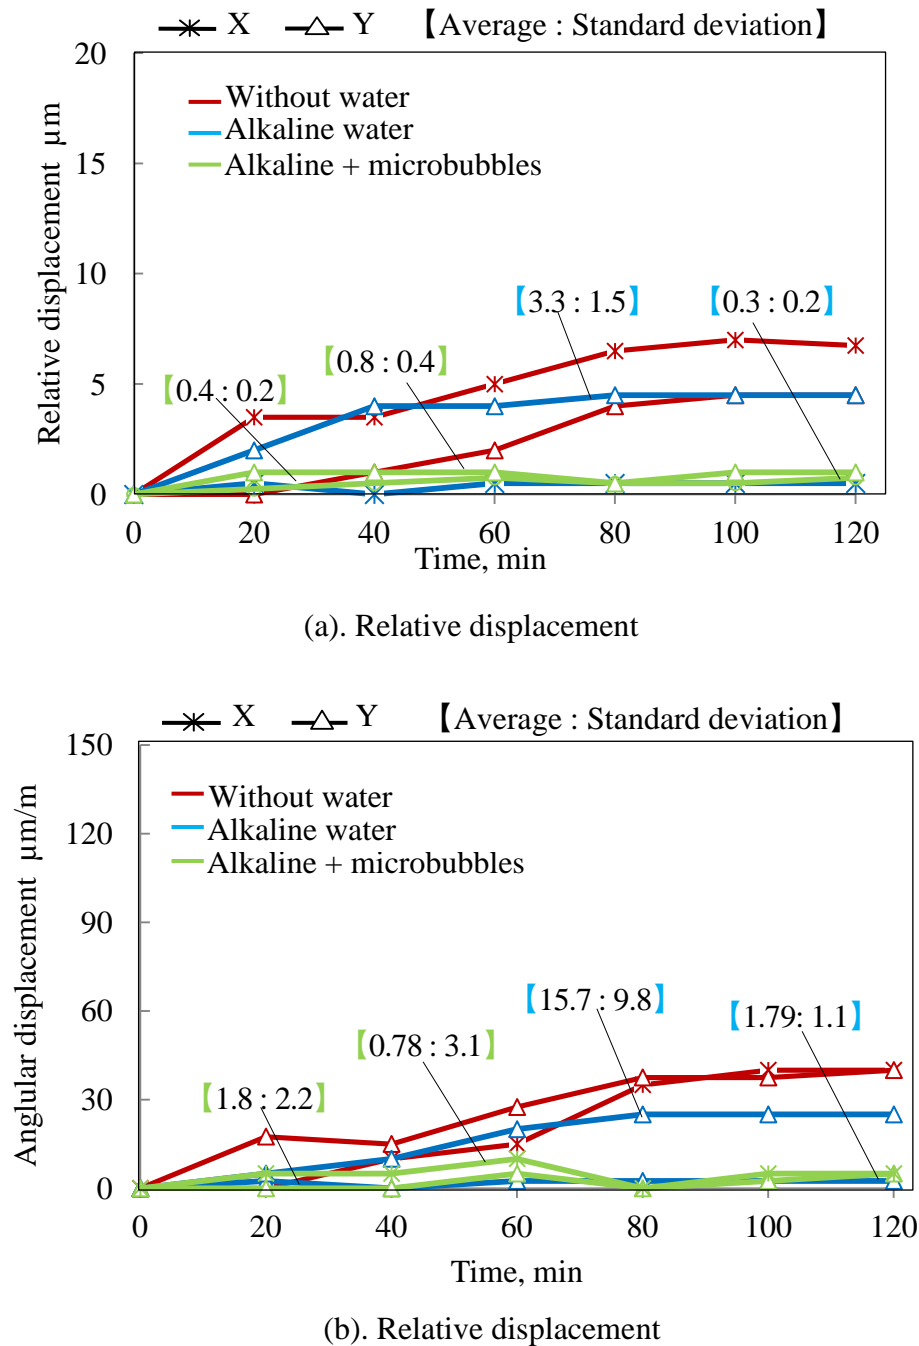 X Y 【Average : Standard deviation】
20
15
10
5
0
Relative displacement µm
Without water
Alkaline water
Alkaline + microbubbles
【3.3 : 1.5】 【0.3 : 0.2】
【0.8 : 0.4】
【0.4 : 0.2】
0 20 40 60 80 100 120
Time, min
(a). Relative displacement
X Y 【Average : Standard deviation】
150
120
90
60
30
0
Anglular displacement µm/m
Without water
Alkaline water
Alkaline + microbubbles
【15.7 : 9.8】 【1.79: 1.1】
【0.78 : 3.1】
【1.8 : 2.2】
0 20 40 60 80 100 120
Time, min
(b). Relative displacement